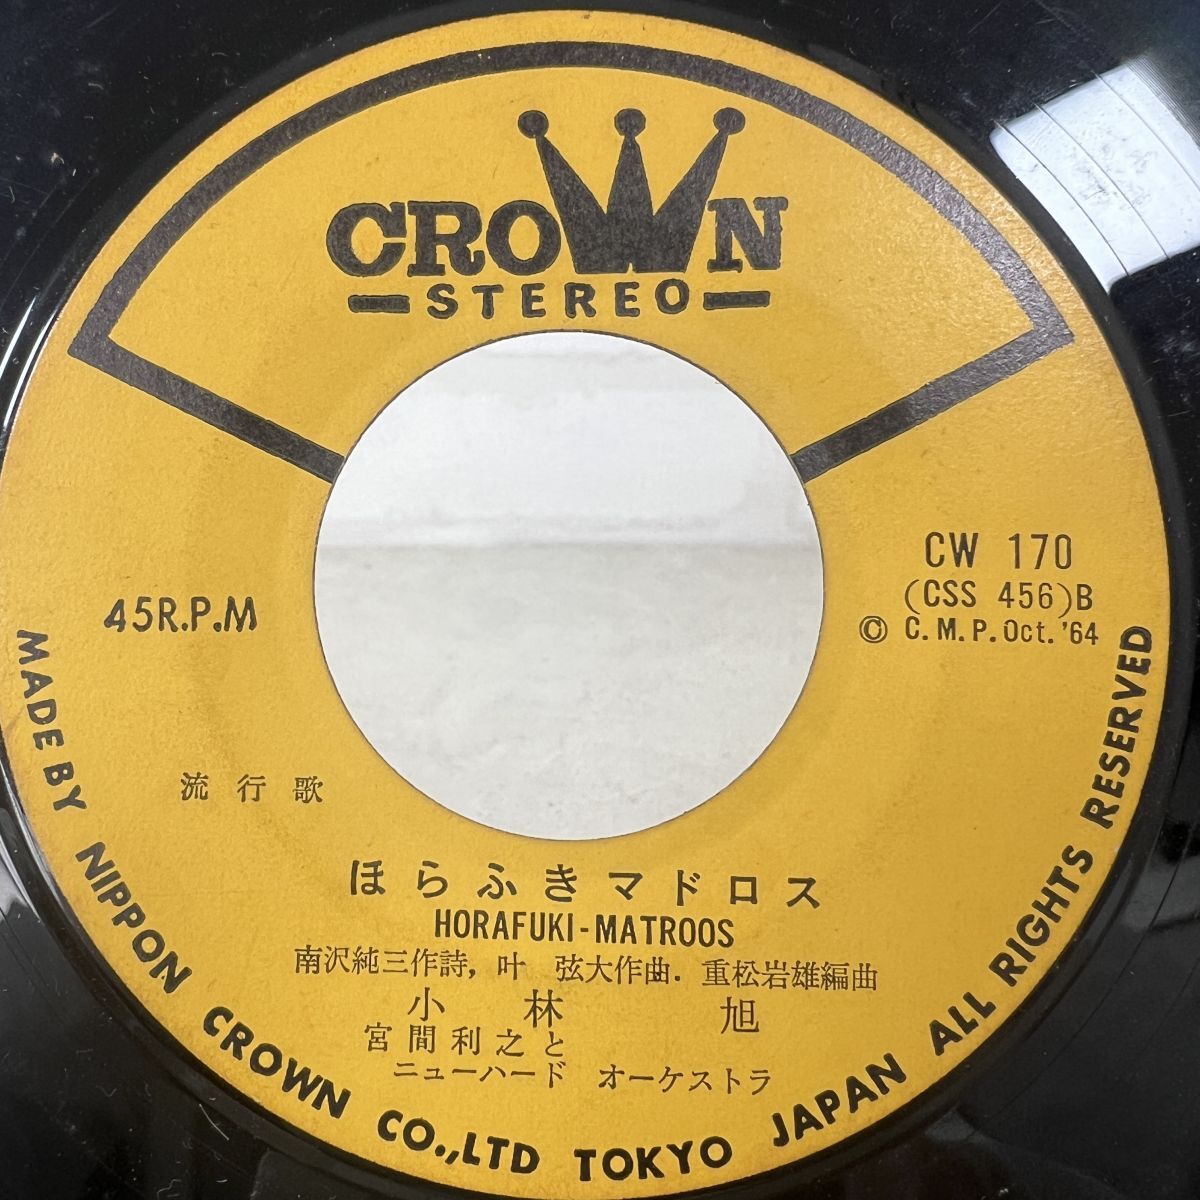 CROWN
STEREO
CW 170
(CSS 456)B
© C.M.P. Oct. '64
45R.P.M
流行歌
ほらふきマドロス
HORAFUKI-MATROOS
南沢純三作詩, 叶 弦大作曲. 重松岩雄編曲
小林 旭
宮間利之と
ニューハード オーケストラ
MADE BY NIPPON CROWN CO.,LTD TOKYO JAPAN ALL RIGHTS RESERVED